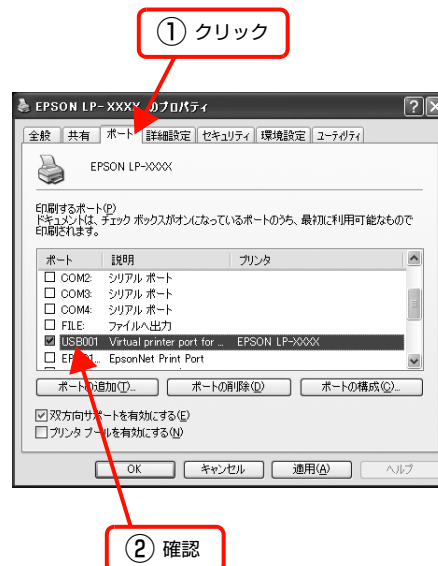 ① クリック
EPSON LP-XXXX のプロパティ
全般 共有 ポート 詳細設定 セキュリティ 環境設定 ユーティリティ
EPSON LP-XXXX
印刷するポート(P)
ドキュメントは、チェック ボックスがオンになっているポートのうち、最初に利用可能なもので
印刷されます。
ポート 説明 プリンタ
COM2: シリアル ポート
COM3: シリアル ポート
COM4: シリアル ポート
FILE: ファイルへ出力
USB001 Virtual printer port for ... EPSON LP-XXXX
EpsonNet Print Port
ポートの追加(T)... ポートの削除(D) ポートの構成(C)...
双方向サポートを有効にする(E)
プリンタ プールを有効にする(N)
OK キャンセル 適用(A) ヘルプ
② 確認